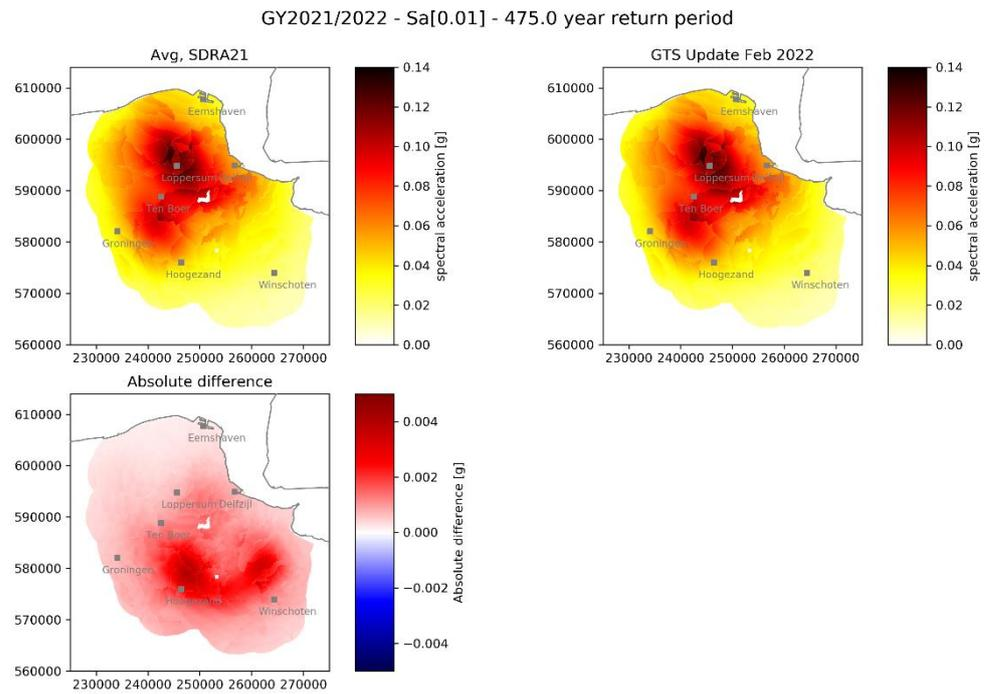 GY2021/2022 - Sa[0.01] - 475.0 year return period
Avg, SDRA21
610000
600000
590000
580000
570000
560000
230000 240000 250000 260000 270000
Eemshaven
Loppersum
Ten Boer
Groningen
Hoogezand
Winschoten
0.14
0.12
0.10
0.08
0.06
0.04
0.02
0.00
spectral acceleration [g]
GTS Update Feb 2022
610000
600000
590000
580000
570000
560000
230000 240000 250000 260000 270000
Eemshaven
Loppersum
Ten Boer
Groningen
Hoogezand
Winschoten
0.14
0.12
0.10
0.08
0.06
0.04
0.02
0.00
spectral acceleration [g]
Absolute difference
610000
600000
590000
580000
570000
560000
230000 240000 250000 260000 270000
Eemshaven
Loppersum Delfzijl
Ten Boer
Groningen
Hoogezand
Winschoten
0.004
0.002
0.000
−0.002
−0.004
Absolute difference [g]